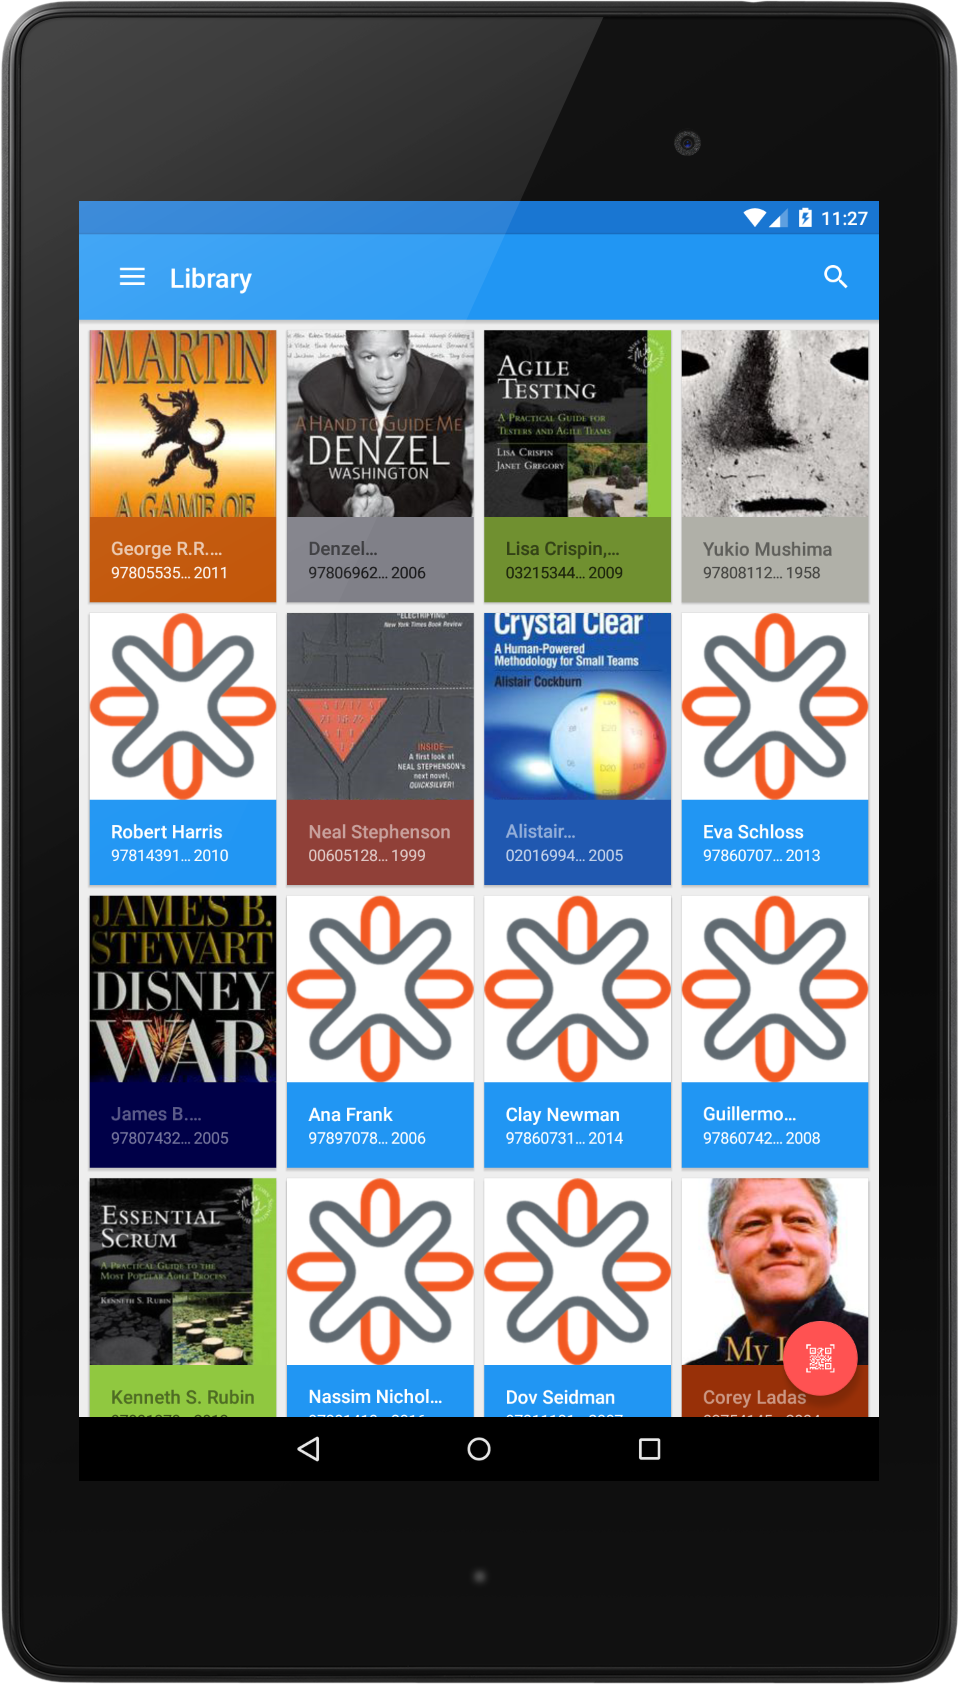 11:27
Library
MARTIN
A GAME OF
George R.R.…
97805535… 2011
A HAND TO GUIDE ME
DENZEL
WASHINGTON
Denzel…
97806962… 2006
AGILE
TESTING
A PRACTICAL GUIDE FOR
TESTERS AND AGILE TEAMS
LISA CRISPIN
JANET GREGORY
Lisa Crispin,…
03215344… 2009
Yukio Mushima
97808112… 1958
Robert Harris
97814391… 2010
"ELECTRIFYING"
New York Times Book Review
INSIDE—
A first look at
NEAL STEPHENSON's
next novel,
QUICKSILVER!
Neal Stephenson
00605128… 1999
Crystal Clear
A Human-Powered
Methodology for Small Teams
Alistair Cockburn
Alistair…
02016994… 2005
Eva Schloss
97860707… 2013
JAMES B.
STEWART
DISNEY
WAR
James B.…
97807432… 2005
Ana Frank
97897078… 2006
Clay Newman
97860731… 2014
Guillermo…
97860742… 2008
ESSENTIAL
SCRUM
A PRACTICAL GUIDE TO THE
MOST POPULAR AGILE PROCESS
KENNETH S. RUBIN
Kenneth S. Rubin
Nassim Nichol…
Dov Seidman
My
Corey Ladas